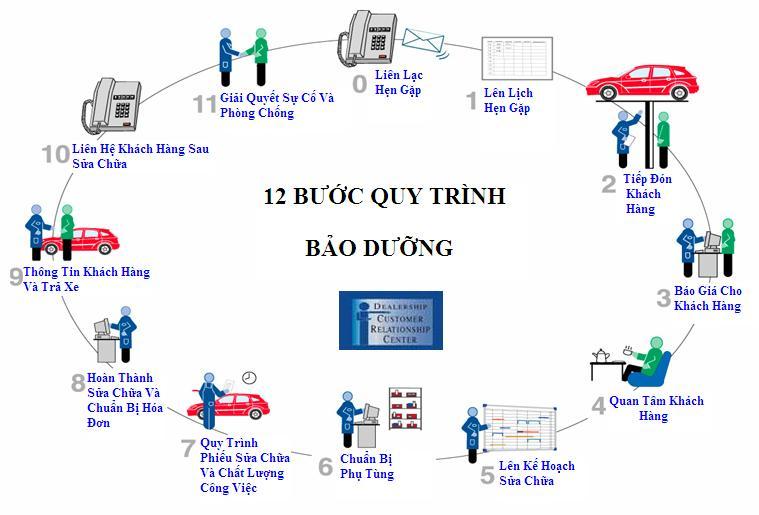 0 Liên Lạc
Hẹn Gặp
1 Lên Lịch
Hẹn Gặp
2 Tiếp Đón
Khách
Hàng
3 Báo Giá Cho
Khách Hàng
4 Quan Tâm Khách
Hàng
5 Lên Kế Hoạch
Sửa Chữa
6 Chuẩn Bị
Phụ Tùng
7 Quy Trình
Phiếu Sửa Chữa
Và Chất Lượng
Công Việc
8 Hoàn Thành
Sửa Chữa Và
Chuẩn Bị Hóa
Đơn
9 Thông Tin Khách Hàng
Và Trả Xe
10 Liên Hệ Khách Hàng Sau
Sửa Chữa
11 Giải Quyết Sự Cố Và
Phòng Chống
12 BƯỚC QUY TRÌNH
BẢO DƯỠNG
DEALERSHIP
CUSTOMER
RELATIONSHIP
CENTER